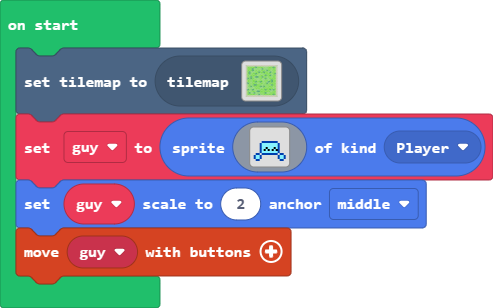 on start
set tilemap to tilemap
set guy to sprite of kind Player
set guy scale to 2 anchor middle
move guy with buttons